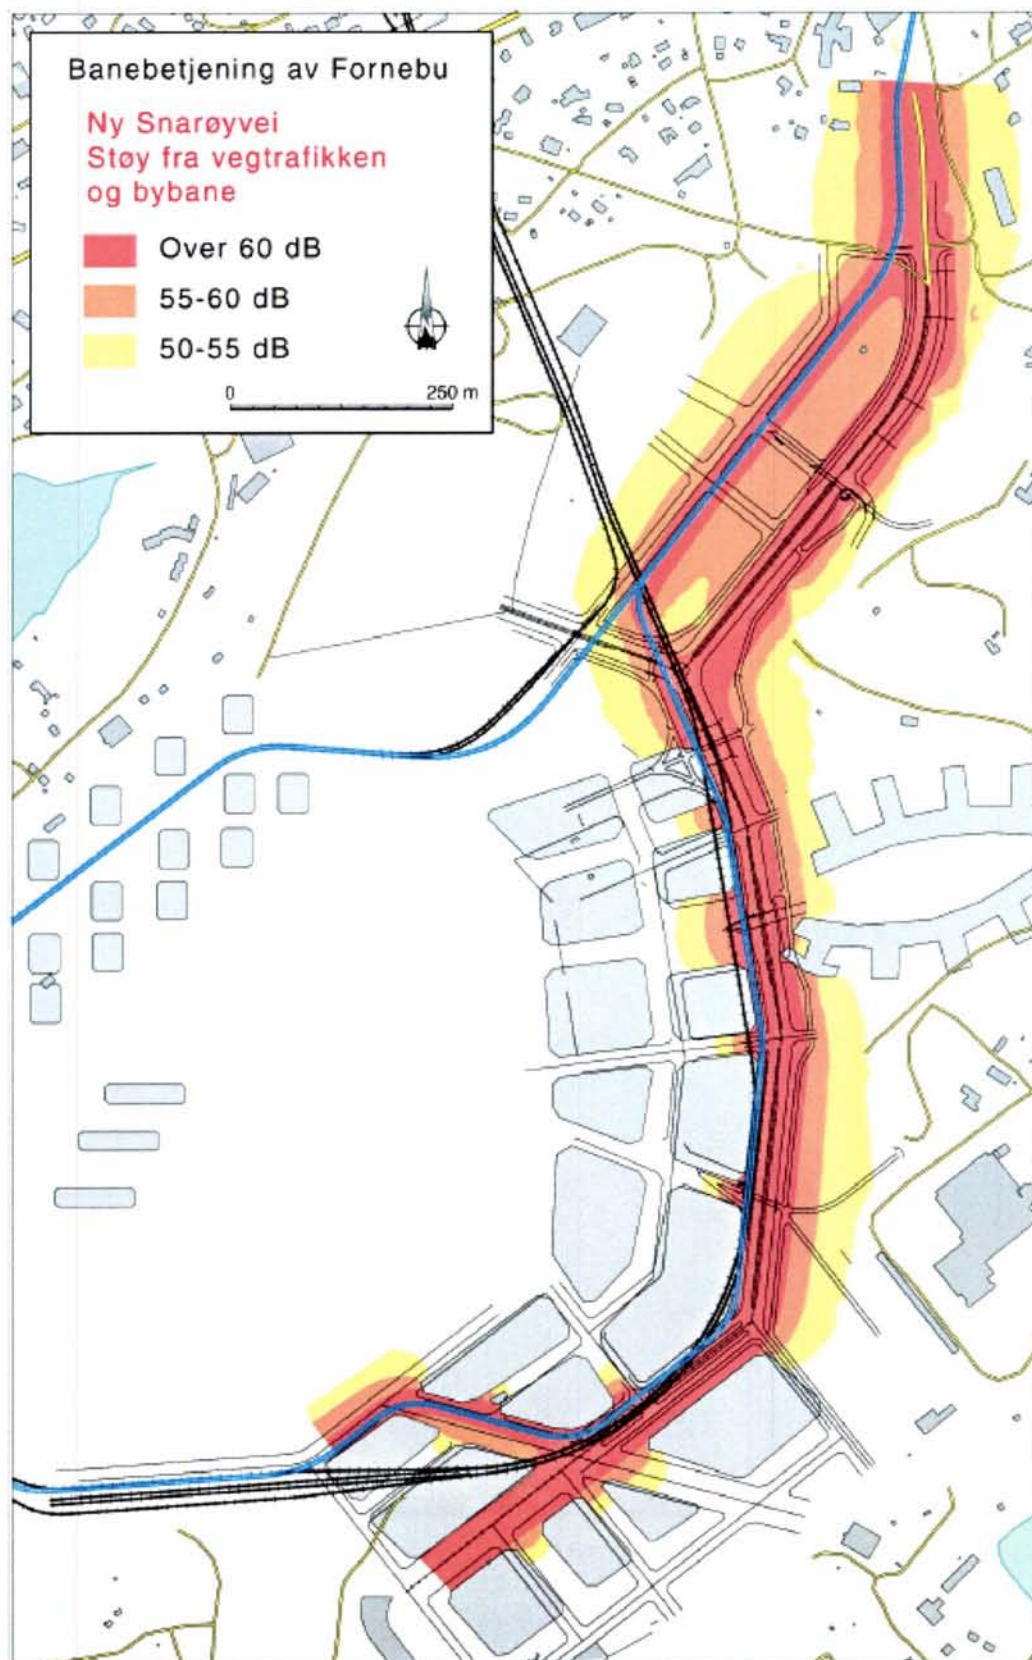 Banebetjening av Fornebu
Ny Snarøyvei
Støy fra vegtrafikken
og bybane
Over 60 dB
55-60 dB
50-55 dB
0 250 m